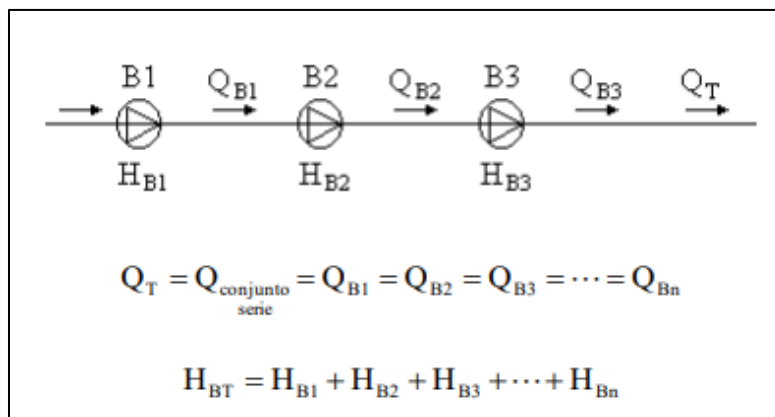 B1 Q_B1 B2 Q_B2 B3 Q_B3 Q_T
H_B1 H_B2 H_B3
Q_T = Q_conjunto serie = Q_B1 = Q_B2 = Q_B3 = ⋯ = Q_Bn
H_BT = H_B1 + H_B2 + H_B3 + ⋯ + H_Bn